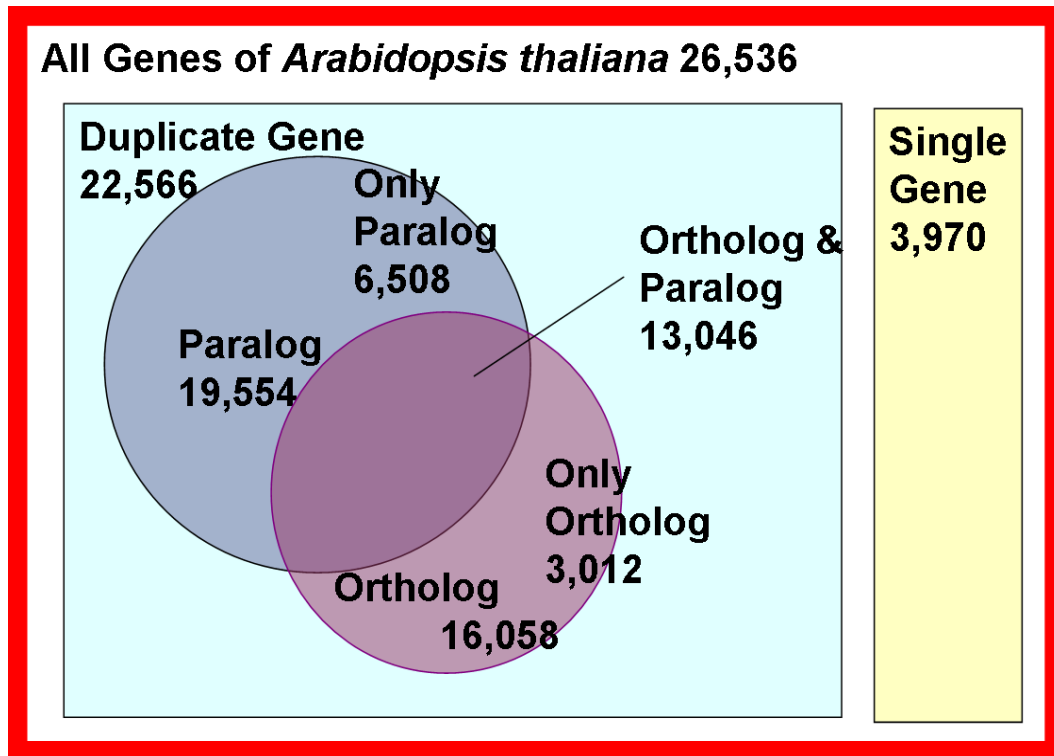 All Genes of Arabidopsis thaliana 26,536
Duplicate Gene
22,566
Only
Paralog
6,508
Paralog
19,554
Ortholog &
Paralog
13,046
Only
Ortholog
3,012
Ortholog
16,058
Single
Gene
3,970